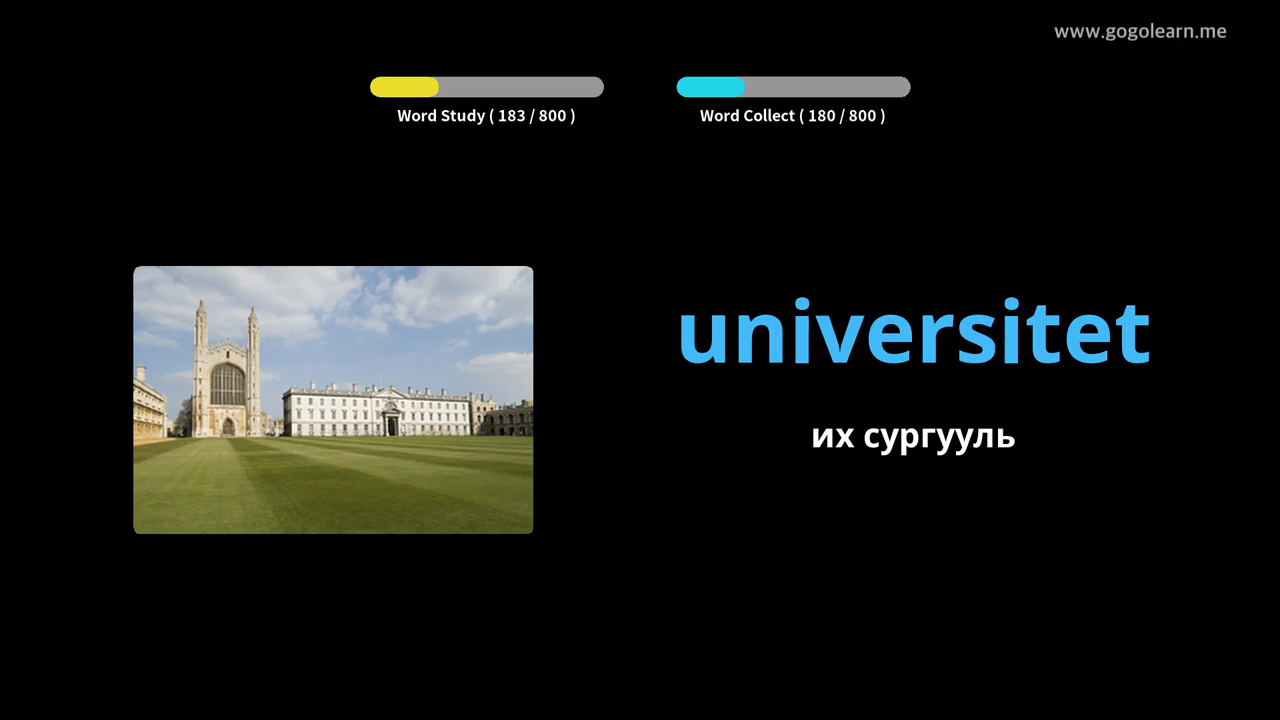 www.gogolearn.me
Word Study ( 183 / 800 )
Word Collect ( 180 / 800 )
universitet
их сургууль